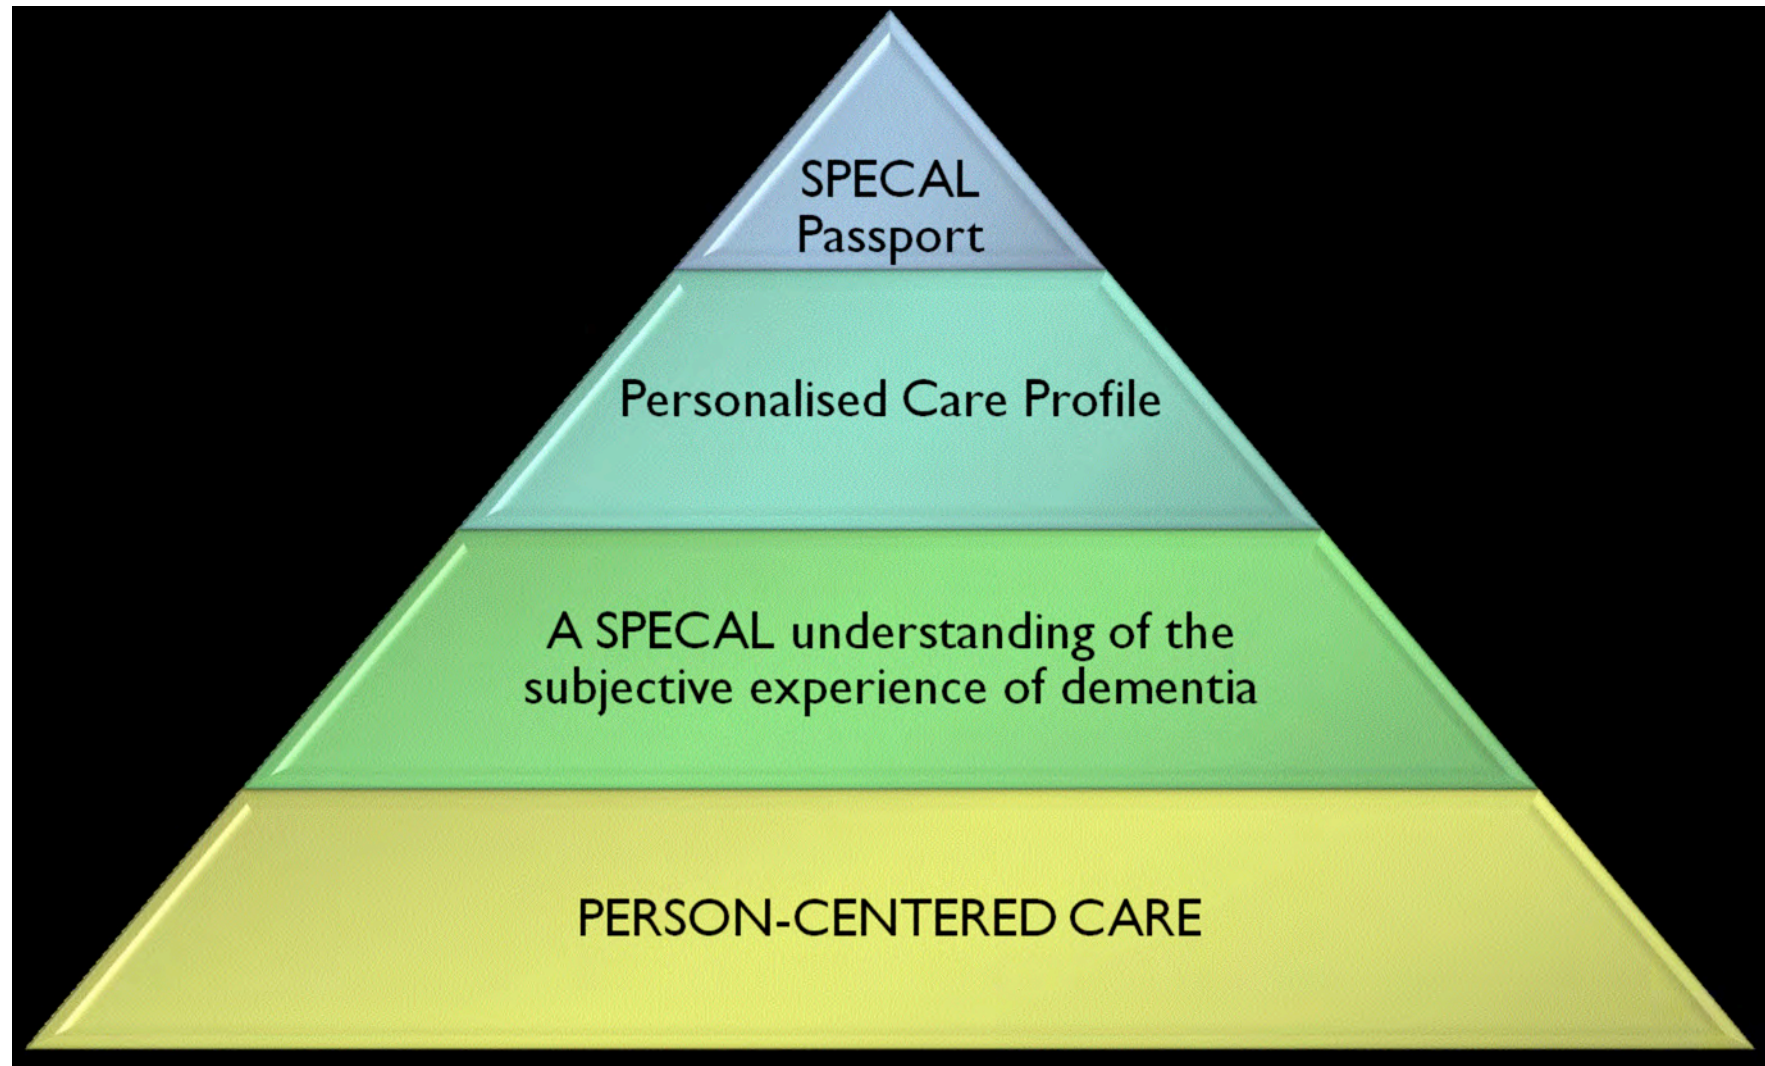 SPECAL
Passport
Personalised Care Profile
A SPECAL understanding of the
subjective experience of dementia
PERSON-CENTERED CARE